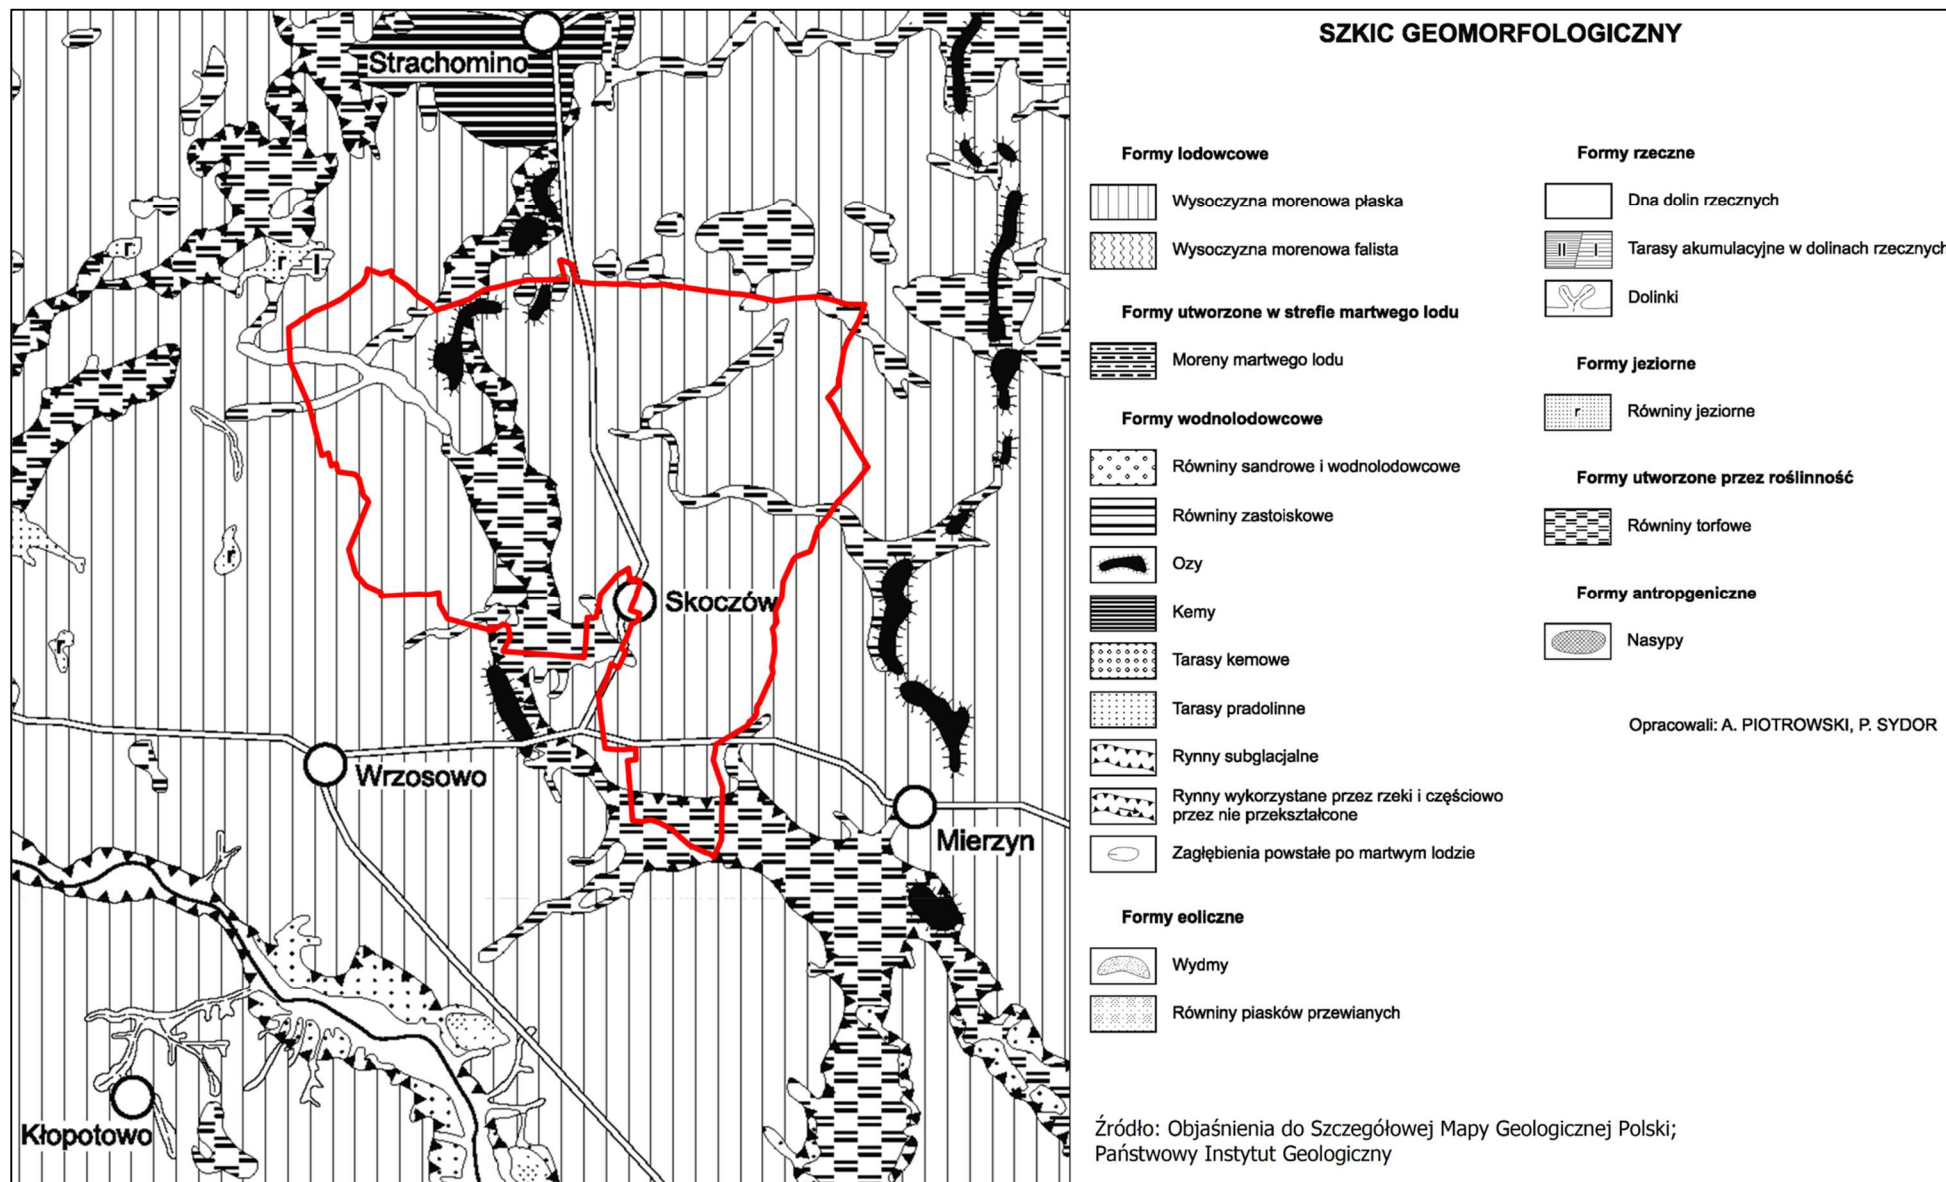 SZKIC GEOMORFOLOGICZNY
Strachomino
r
r
I
r
r
Skoczów
Wrzosowo
Mierzyn
Kłopotowo
Formy lodowcowe
Wysoczyzna morenowa płaska
Wysoczyzna morenowa falista
Formy utworzone w strefie martwego lodu
Moreny martwego lodu
Formy wodnolodowcowe
Równiny sandrowe i wodnolodowcowe
Równiny zastoiskowe
Ozy
Kemy
Tarasy kemowe
Tarasy pradolinne
Rynny subglacjalne
Rynny wykorzystane przez rzeki i częściowo
przez nie przekształcone
Zagłębienia powstałe po martwym lodzie
Formy eoliczne
Wydmy
Równiny piasków przewianych
Formy rzeczne
Dna dolin rzecznych
II I Tarasy akumulacyjne w dolinach rzecznych
Dolinki
Formy jeziorne
r Równiny jeziorne
Formy utworzone przez roślinność
Równiny torfowe
Formy antropgeniczne
Nasypy
Opracowali: A. PIOTROWSKI, P. SYDOR
Źródło: Objaśnienia do Szczegółowej Mapy Geologicznej Polski;
Państwowy Instytut Geologiczny